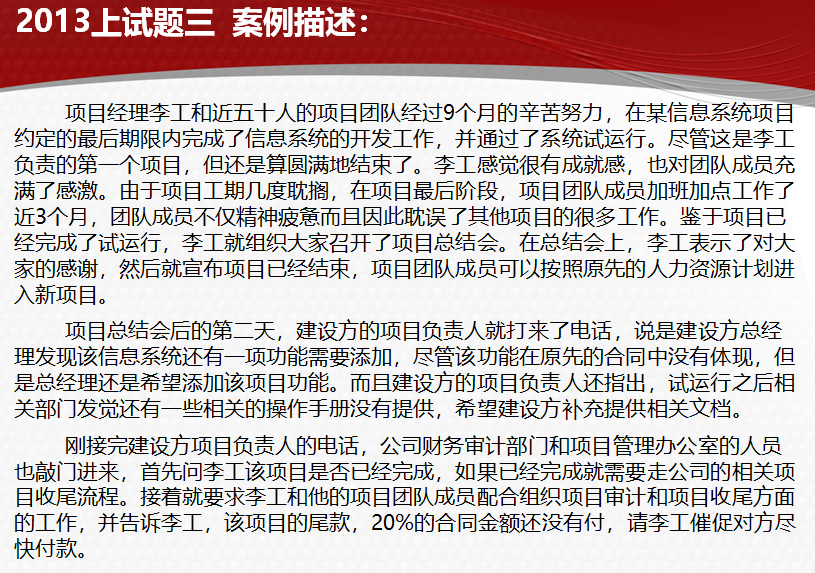 2013上试题三 案例描述：
项目经理李工和近五十人的项目团队经过9个月的辛苦努力，在某信息系统项目
约定的最后期限内完成了信息系统的开发工作，并通过了系统试运行。尽管这是李工
负责的第一个项目，但还是算圆满地结束了。李工感觉很有成就感，也对团队成员充
满了感激。由于项目工期几度耽搁，在项目最后阶段，项目团队成员加班加点工作了
近3个月，团队成员不仅精神疲惫而且因此耽误了其他项目的很多工作。鉴于项目已
经完成了试运行，李工就组织大家召开了项目总结会。在总结会上，李工表示了对大
家的感谢，然后就宣布项目已经结束，项目团队成员可以按照原先的人力资源计划进
入新项目。
项目总结会后的第二天，建设方的项目负责人就打来了电话，说是建设方总经
理发现该信息系统还有一项功能需要添加，尽管该功能在原先的合同中没有体现，但
是总经理还是希望添加该项目功能。而且建设方的项目负责人还指出，试运行之后相
关部门发觉还有一些相关的操作手册没有提供，希望建设方补充提供相关文档。
刚接完建设方项目负责人的电话，公司财务审计部门和项目管理办公室的人员
也敲门进来，首先问李工该项目是否已经完成，如果已经完成就需要走公司的相关项
目收尾流程。接着就要求李工和他的项目团队成员配合组织项目审计和项目收尾方面
的工作，并告诉李工，该项目的尾款，20%的合同金额还没有付，请李工催促对方尽
快付款。